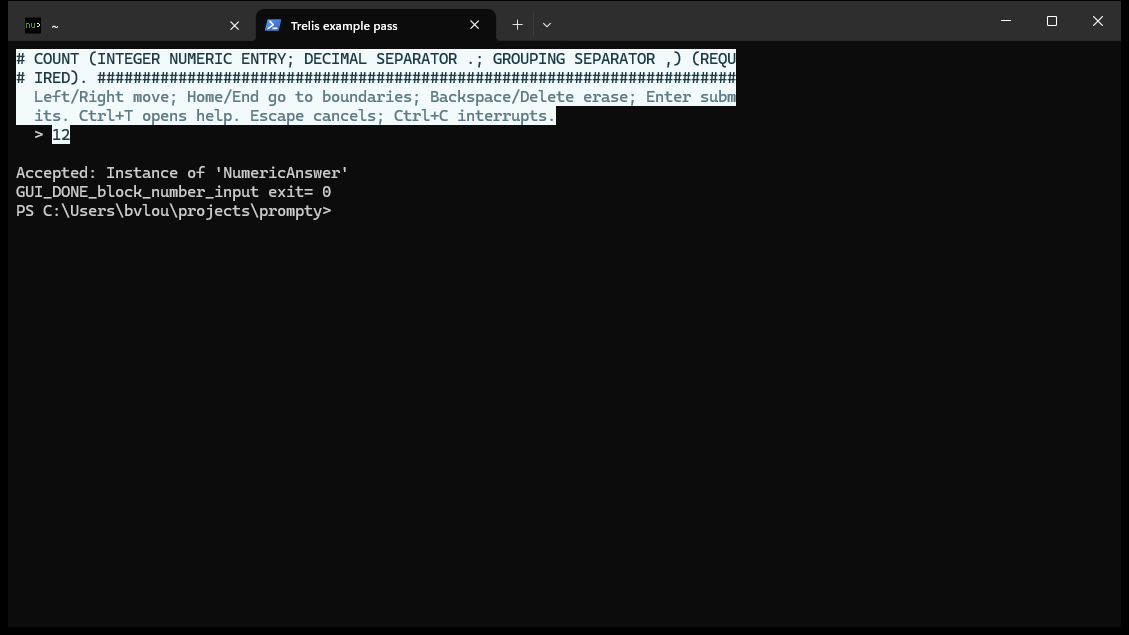 nu> ~
Trelis example pass
# COUNT (INTEGER NUMERIC ENTRY; DECIMAL SEPARATOR .; GROUPING SEPARATOR ,) (REQU
# IRED). #######################################################################
Left/Right move; Home/End go to boundaries; Backspace/Delete erase; Enter subm
its. Ctrl+T opens help. Escape cancels; Ctrl+C interrupts.
> 12
Accepted: Instance of 'NumericAnswer'
GUI_DONE_block_number_input exit= 0
PS C:\Users\bvlou\projects\prompty>